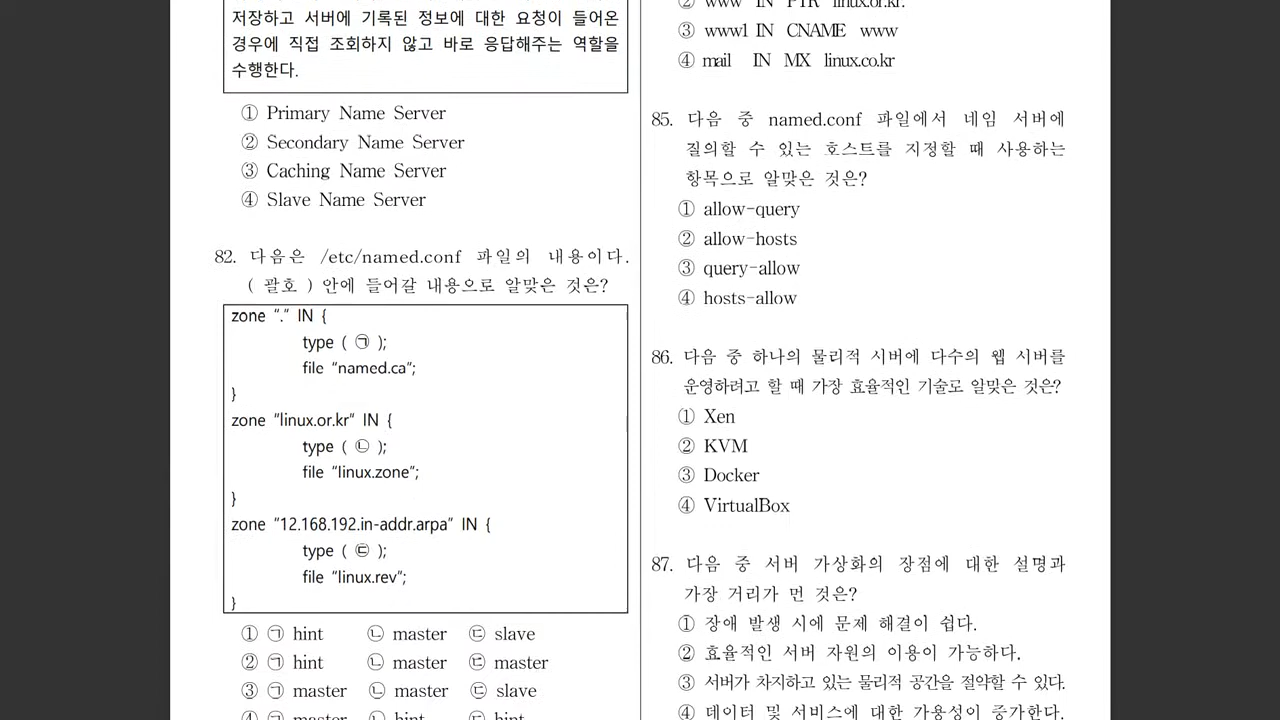 저장하고 서버에 기록된 정보에 대한 요청이 들어온
경우에 직접 조회하지 않고 바로 응답해주는 역할을
수행한다.
① Primary Name Server
② Secondary Name Server
③ Caching Name Server
④ Slave Name Server
82. 다음은 /etc/named.conf 파일의 내용이다.
( 괄호 ) 안에 들어갈 내용으로 알맞은 것은?
zone "." IN {
type ( ㉠ );
file "named.ca";
}
zone "linux.or.kr" IN {
type ( ㉡ );
file "linux.zone";
}
zone "12.168.192.in-addr.arpa" IN {
type ( ㉢ );
file "linux.rev";
}
① ㉠ hint ㉡ master ㉢ slave
② ㉠ hint ㉡ master ㉢ master
③ ㉠ master ㉡ master ㉢ slave
④ ㉠ master ㉡ hint ㉢ hint
② www IN PTR linux.or.kr.
③ www1 IN CNAME www
④ mail IN MX linux.co.kr
85. 다음 중 named.conf 파일에서 네임 서버에
질의할 수 있는 호스트를 지정할 때 사용하는
항목으로 알맞은 것은?
① allow-query
② allow-hosts
③ query-allow
④ hosts-allow
86. 다음 중 하나의 물리적 시버에 다수의 웹 시버를
운영하려고 할 때 가장 효율적인 기술로 알맞은 것은?
① Xen
② KVM
③ Docker
④ VirtualBox
87. 다음 중 서버 가상화의 장점에 대한 설명과
가장 거리가 먼 것은?
① 장애 발생 시에 문제 해결이 쉽다.
② 효율적인 서버 자원의 이용이 가능하다.
③ 서버가 차지하고 있는 물리적 공간을 절약할 수 있다.
④ 데이터 및 서비스에 대한 가용성이 증가한다.